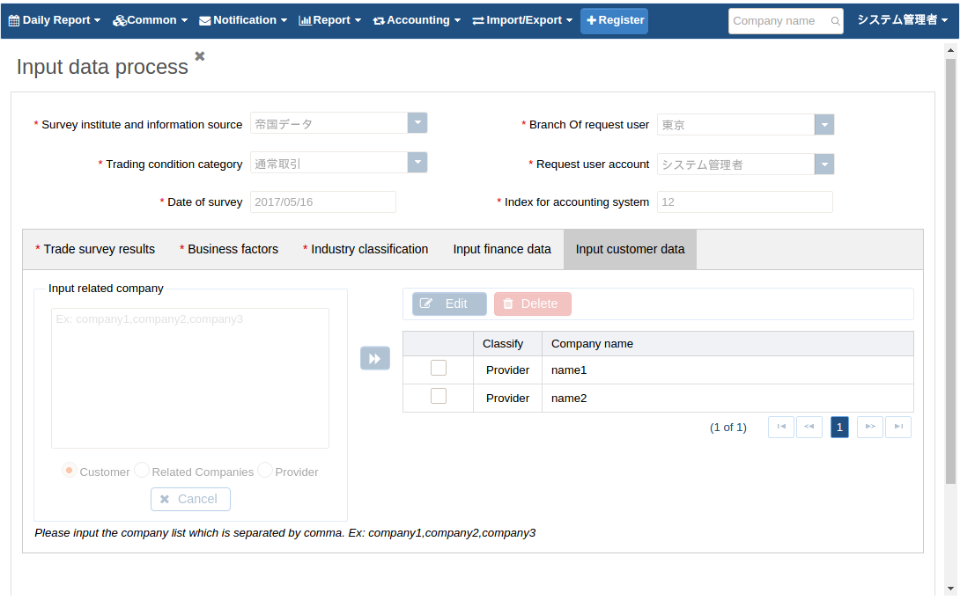 Daily Report Common Notification Report Accounting Import/Export Register Company name システム管理者
Input data process
* Survey institute and information source 帝国データ * Branch Of request user 東京
* Trading condition category 通常取引 * Request user account システム管理者
* Date of survey 2017/05/16 * Index for accounting system 12
* Trade survey results * Business factors * Industry classification Input finance data Input customer data
Input related company
Ex: company1,company2,company3
Edit Delete
Classify Company name
Provider name1
Provider name2
(1 of 1) 1
Customer Related Companies Provider
Cancel
Please input the company list which is separated by comma. Ex: company1,company2,company3